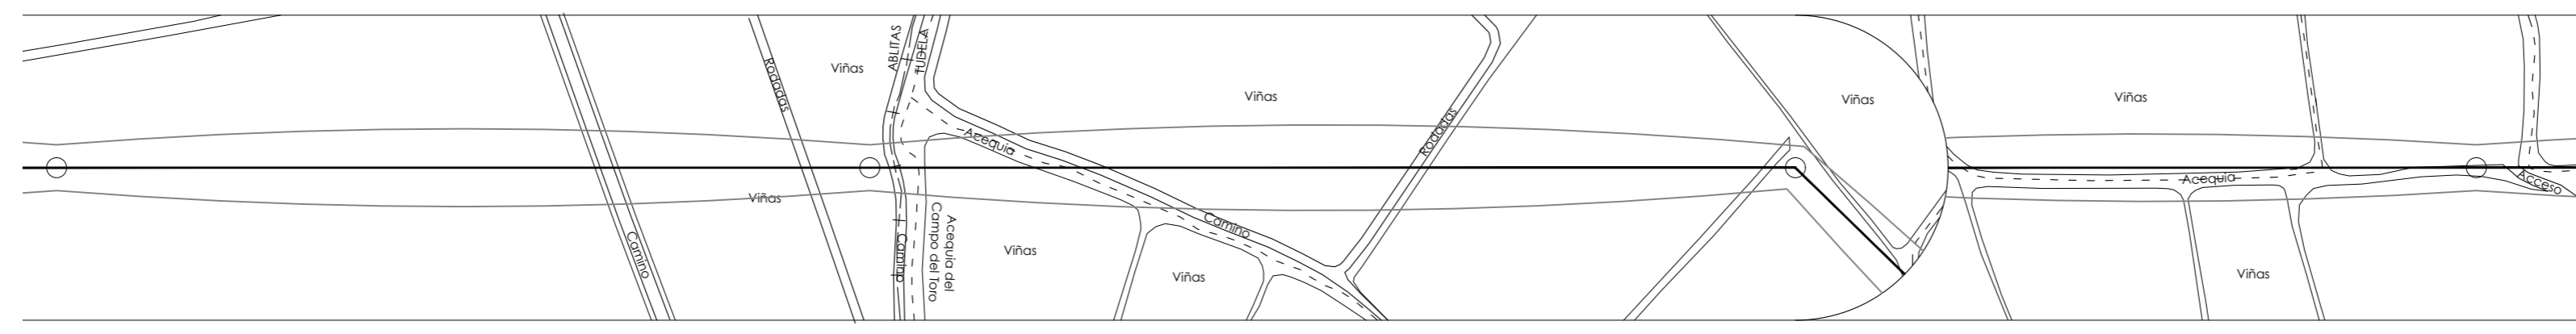 Camino
Rodadas
Viñas
Viñas
ABLITAS
TUDELA
Camino
Acequia del
Campo del Toro
Acequia
Viñas
Viñas
Viñas
Camino
Rodadas
Viñas
Viñas
Acequia
Viñas
Acceso